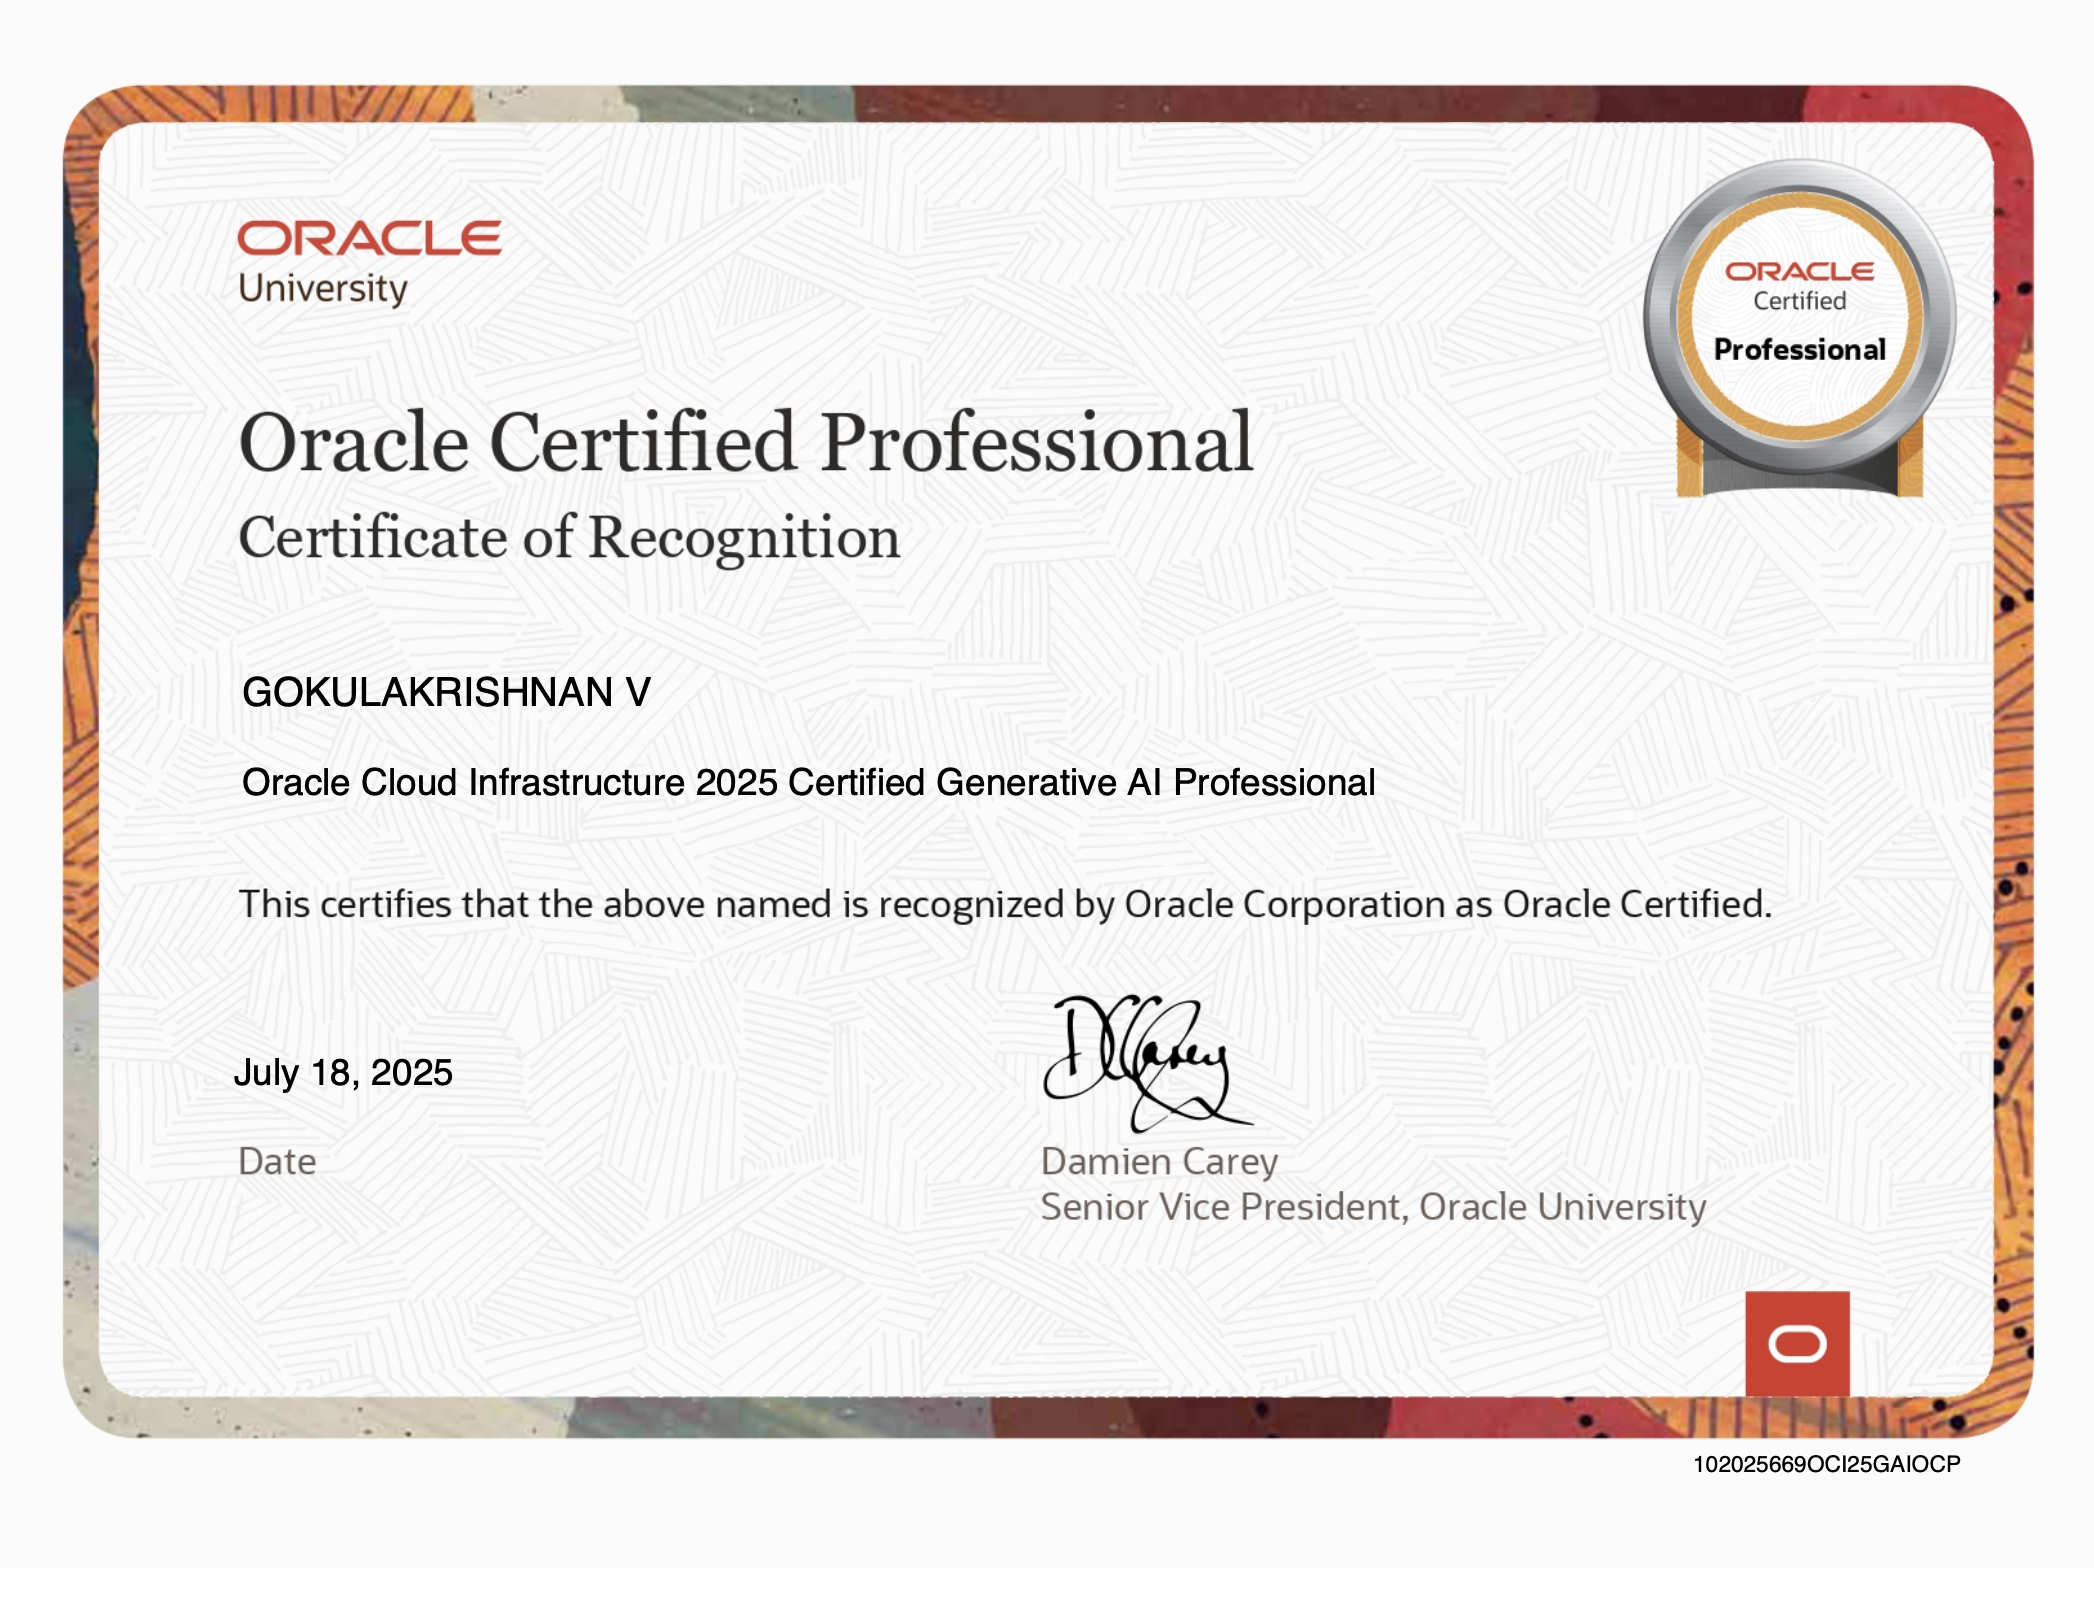 ORACLE
University
ORACLE
Certified
Professional
Oracle Certified Professional
Certificate of Recognition
GOKULAKRISHNAN V
Oracle Cloud Infrastructure 2025 Certified Generative AI Professional
This certifies that the above named is recognized by Oracle Corporation as Oracle Certified.
DCarey
July 18, 2025
Date
Damien Carey
Senior Vice President, Oracle University
102025669OCI25GAIOCP